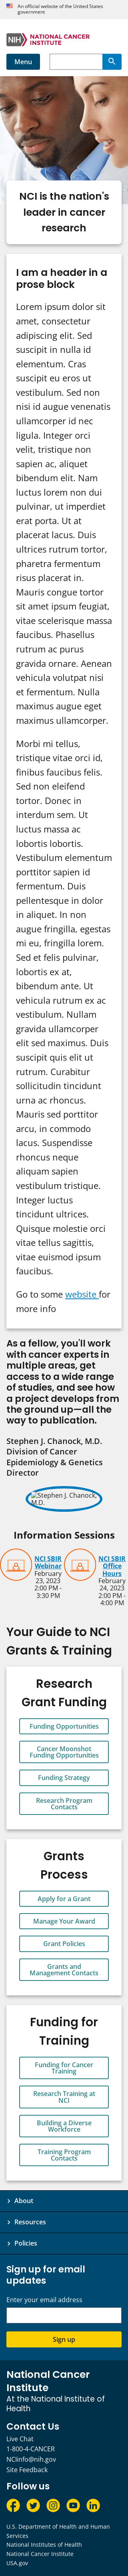 An official website of the United States
government
NIH NATIONAL CANCER
INSTITUTE
Menu
NCI is the nation's
leader in cancer
research
I am a header in a
prose block
Lorem ipsum dolor sit
amet, consectetur
adipiscing elit. Sed
suscipit in nulla id
elementum. Cras
suscipit eu eros ut
vestibulum. Sed non
nisi id augue venenatis
ullamcorper id nec
ligula. Integer orci
velit, tristique non
sapien ac, aliquet
bibendum elit. Nam
luctus lorem non dui
pulvinar, ut imperdiet
erat porta. Ut at
placerat lacus. Duis
ultrices rutrum tortor,
pharetra fermentum
mauris. Mauris congue tortor
sit amet ipsum feugiat,
vitae scelerisque massa
faucibus. Phasellus
rutrum ac purus
gravida ornare. Aenean
vehicula volutpat nisi
et fermentum. Nulla
maximus augue eget
maximus ullamcorper.
Morbi mi tellus,
tristique vitae orci id,
finibus faucibus felis.
Sed non eleifend
tortor. Donec in
interdum sem. In ut
luctus massa ac
lobortis lobortis.
Vestibulum elementum
porttitor sapien id
fermentum. Duis
pellentesque in dolor
in aliquet. In non
augue fringilla, egestas
mi eu, fringilla lorem.
Sed et felis pulvinar,
lobortis ex ac,
bibendum ante. Ut
vehicula rutrum ex ac
vestibulum. Nullam
gravida ullamcorper
elit sed maximus. Duis
suscipit quis elit ut
rutrum. Curabitur
sollicitudin tincidunt
urna ac rhoncus.
Mauris sed porttitor
arcu, in commodo
lacus. Suspendisse
rhoncus neque
aliquam sapien
vestibulum tristique.
Integer luctus
tincidunt ultrices.
Quisque molestie orci
vitae tellus sagittis,
vitae euismod ipsum
faucibus.
Go to some website for
more info
As a fellow, you'll work
with cancer experts in
multiple areas, get
access to a wide range
of studies, and see how
a project develops from
the ground up—all the
way to publication.
Stephen J. Chanock, M.D.
Division of Cancer
Epidemiology & Genetics
Director
Stephen J. Chanock,
M.D.
Information Sessions
NCI SBIR
Webinar
February
23, 2023
2:00 PM -
3:30 PM
NCI SBIR
Office
Hours
February
24, 2023
2:00 PM -
4:00 PM
Your Guide to NCI
Grants & Training
Research
Grant Funding
Funding Opportunities
Cancer Moonshot
Funding Opportunities
Funding Strategy
Research Program
Contacts
Grants
Process
Apply for a Grant
Manage Your Award
Grant Policies
Grants and
Management Contacts
Funding for
Training
Funding for Cancer
Training
Research Training at
NCI
Building a Diverse
Workforce
Training Program
Contacts
About
Resources
Policies
Sign up for email
updates
Enter your email address
Sign up
National Cancer
Institute
At the National Institute of
Health
Contact Us
Live Chat
1-800-4-CANCER
NCIinfo@nih.gov
Site Feedback
Follow us
U.S. Department of Health and Human
Services
National Institutes of Health
National Cancer Institute
USA.gov